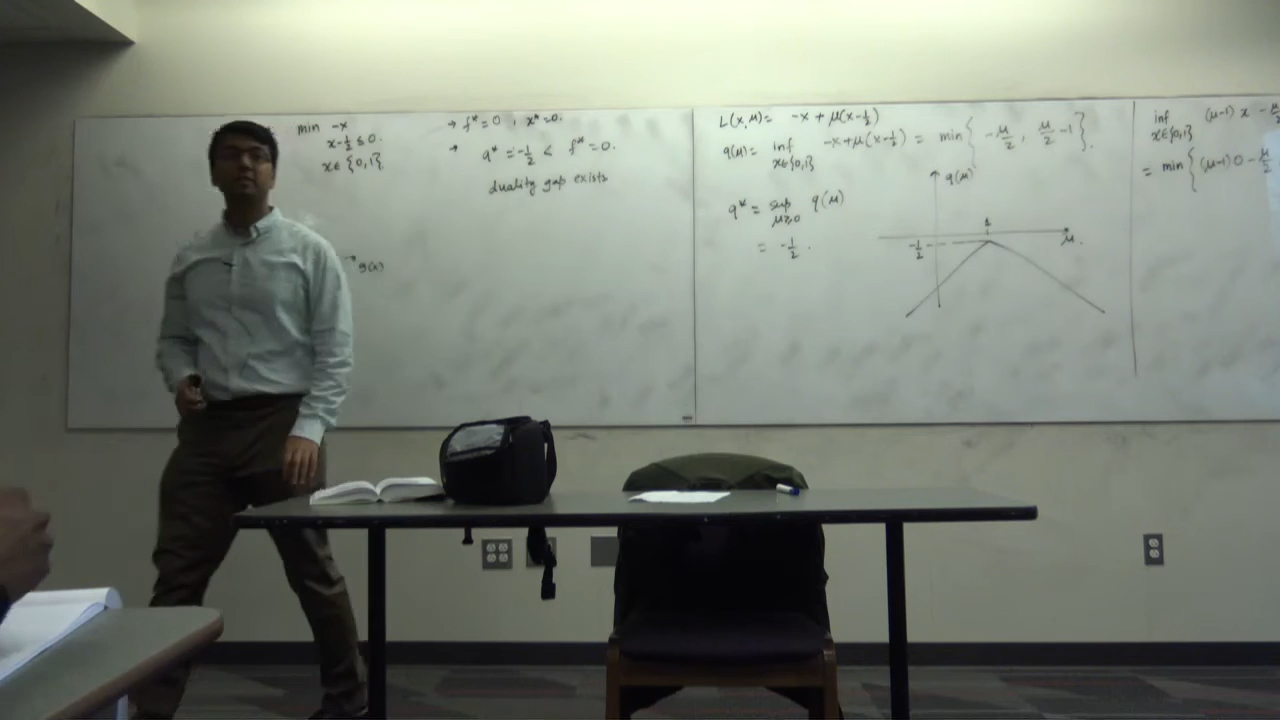 min -x
x-½ ≤ 0.
x∈{0,1}.
→ f* = 0 , x* = 0.
→ q* = -½ < f* = 0.
duality gap exists
→ g(x)
L(x,μ) = -x + μ(x-½)
q(μ) = inf x∈{0,1} -x+μ(x-½) = min{ -μ/2 , μ/2 -1 }.
q* = sup μ≥0 q(μ)
= -½ .
q(μ)
1
μ.
-½
inf x∈{0,1} (μ-1) x - μ/2
= min{ (μ-1) 0 - μ/2